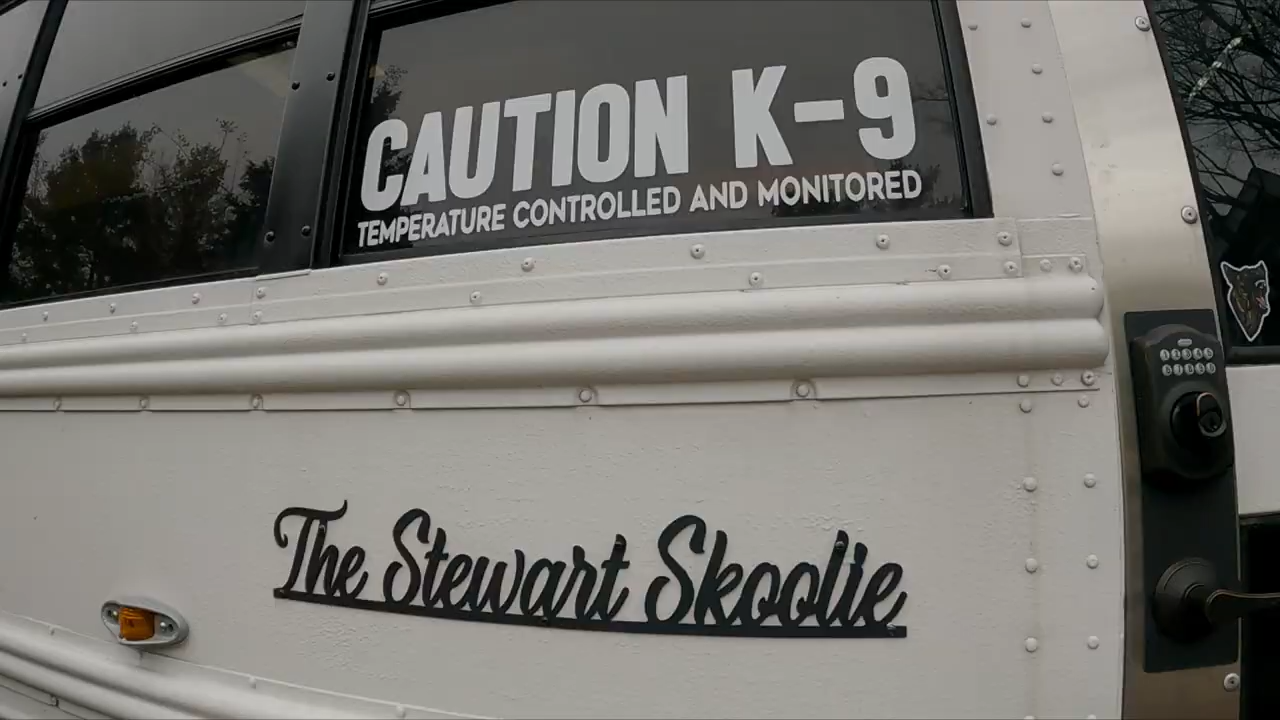 CAUTION K-9
TEMPERATURE CONTROLLED AND MONITORED
The Stewart Skoolie